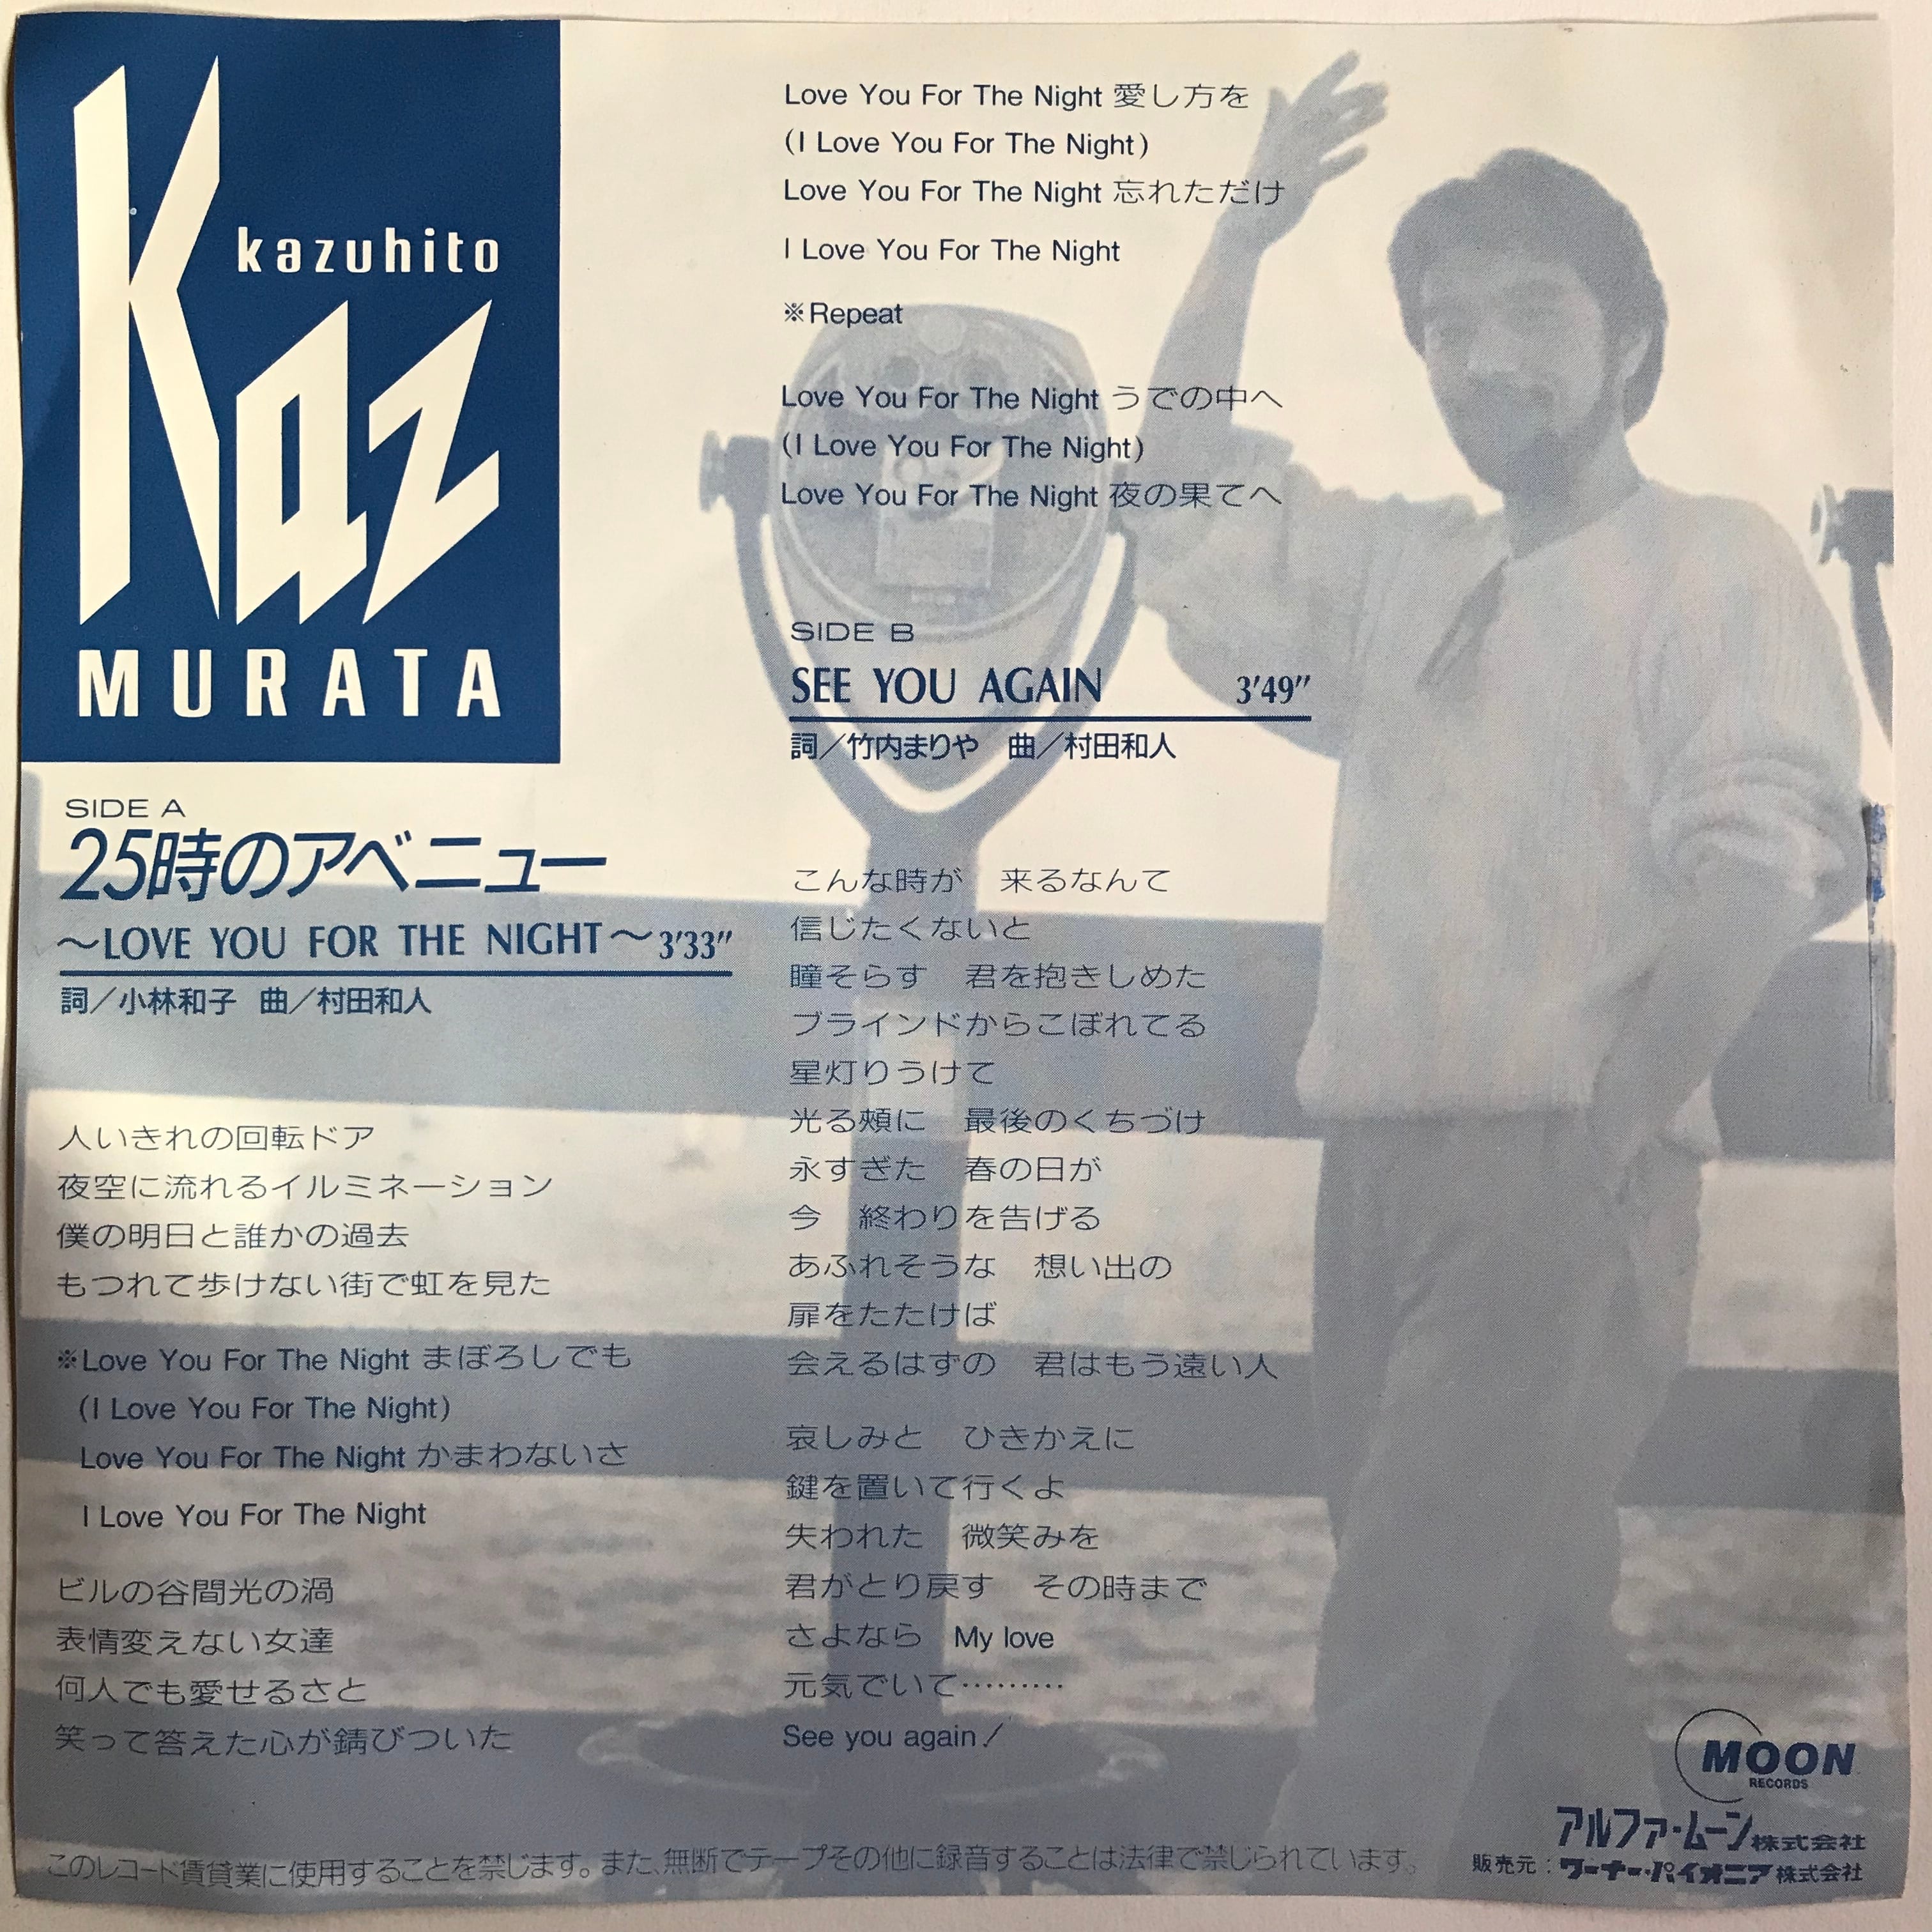 Kaz
kazuhito
MURATA
SIDE A
25時のアベニュー
〜LOVE YOU FOR THE NIGHT〜 3'33"
詞／小林和子 曲／村田和人
人いきれの回転ドア
夜空に流れるイルミネーション
僕の明日と誰かの過去
もつれて歩けない街で虹を見た
※Love You For The Night まぼろしでも
(I Love You For The Night)
Love You For The Night かまわないさ
I Love You For The Night
ビルの谷間光の渦
表情変えない女達
何人でも愛せるさと
笑って答えた心が錆びついた
Love You For The Night 愛し方を
(I Love You For The Night)
Love You For The Night 忘れただけ
I Love You For The Night
※Repeat
Love You For The Night うでの中へ
(I Love You For The Night)
Love You For The Night 夜の果てへ
SIDE B
SEE YOU AGAIN 3'49"
詞／竹内まりや 曲／村田和人
こんな時が 来るなんて
信じたくないと
瞳そらす 君を抱きしめた
ブラインドからこぼれてる
星灯りうけて
光る頰に 最後のくちづけ
永すぎた 春の日が
今 終わりを告げる
あふれそうな 想い出の
扉をたたけば
会えるはずの 君はもう遠い人
哀しみと ひきかえに
鍵を置いて行くよ
失われた 微笑みを
君がとり戻す その時まで
さよなら My love
元気でいて………
See you again！
MOON
RECORDS
アルファ・ムーン株式会社
販売元：ワーナー・パイオニア株式会社
このレコード賃貸業に使用することを禁じます。また、無断でテープその他に録音することは法律で禁じられています。